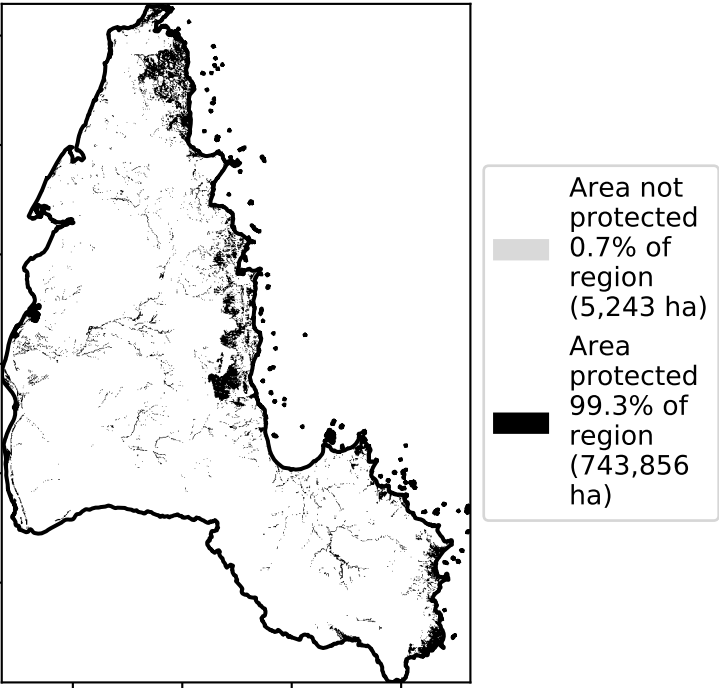 Area not
protected
0.7% of
region
(5,243 ha)
Area
protected
99.3% of
region
(743,856
ha)